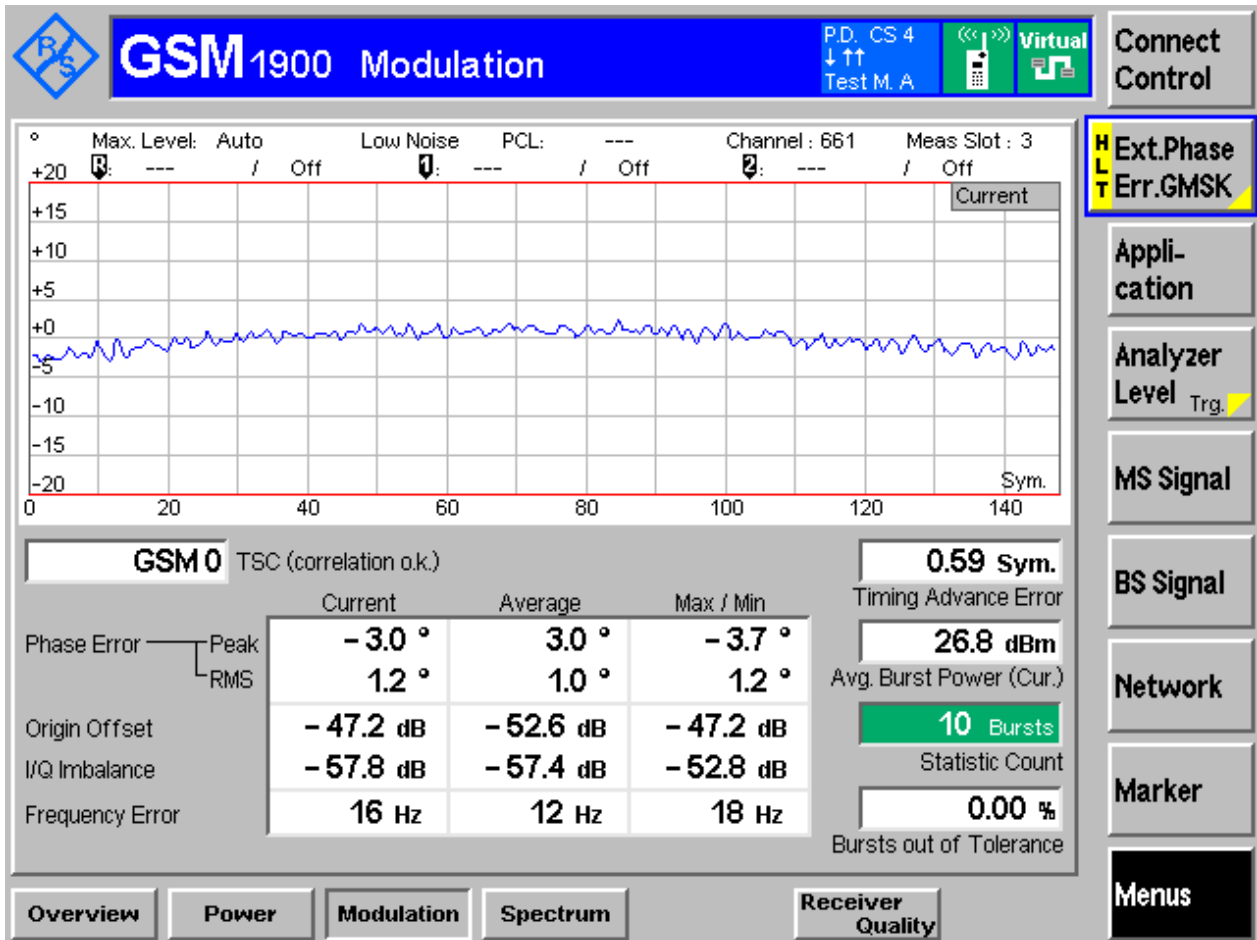 R/S
GSM 1900 Modulation
P.D. CS 4
↓ ↑↑
Test M. A
Virtual
Connect
Control
° Max. Level: Auto Low Noise PCL: --- Channel : 661 Meas Slot : 3
R: --- / Off 1: --- / Off 2: --- / Off
Current
+20
+15
+10
+5
+0
-5
-10
-15
-20
Sym.
0 20 40 60 80 100 120 140
GSM 0 TSC (correlation o.k.)
Current Average Max / Min
Phase Error Peak – 3.0 ° 3.0 ° – 3.7 °
RMS 1.2 ° 1.0 ° 1.2 °
Origin Offset – 47.2 dB – 52.6 dB – 47.2 dB
I/Q Imbalance – 57.8 dB – 57.4 dB – 52.8 dB
Frequency Error 16 Hz 12 Hz 18 Hz
0.59 Sym.
Timing Advance Error
26.8 dBm
Avg. Burst Power (Cur.)
10 Bursts
Statistic Count
0.00 %
Bursts out of Tolerance
HLT
Ext.Phase
Err.GMSK
Appli-
cation
Analyzer
Level Trg.
MS Signal
BS Signal
Network
Marker
Menus
Overview Power Modulation Spectrum Receiver
Quality